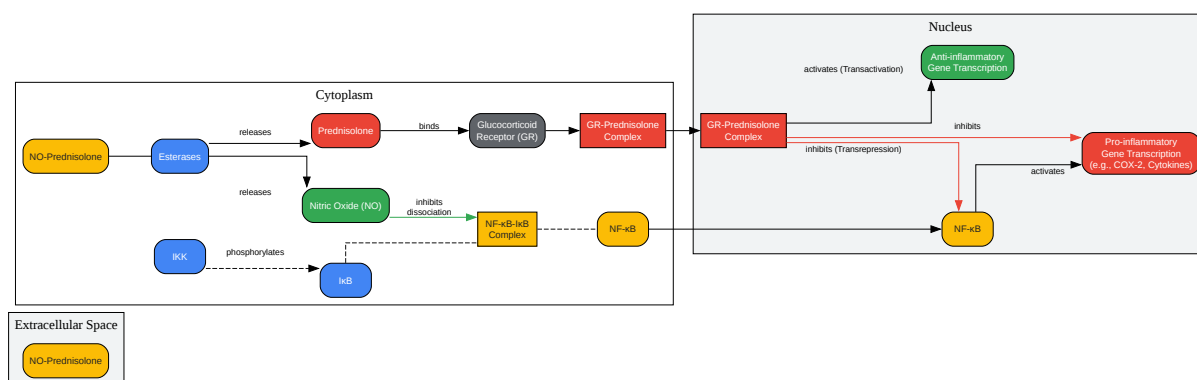 Nucleus
Anti-inflammatory
Gene Transcription
activates (Transactivation)
Cytoplasm
releases
Prednisolone
binds
Glucocorticoid
Receptor (GR)
GR-Prednisolone
Complex
GR-Prednisolone
Complex
inhibits
Pro-inflammatory
Gene Transcription
(e.g., COX-2, Cytokines)
inhibits (Transrepression)
activates
NO-Prednisolone
Esterases
releases
Nitric Oxide (NO)
inhibits
dissociation
NF-κB-IκB
Complex
NF-κB
NF-κB
IKK
phosphorylates
IκB
Extracellular Space
NO-Prednisolone